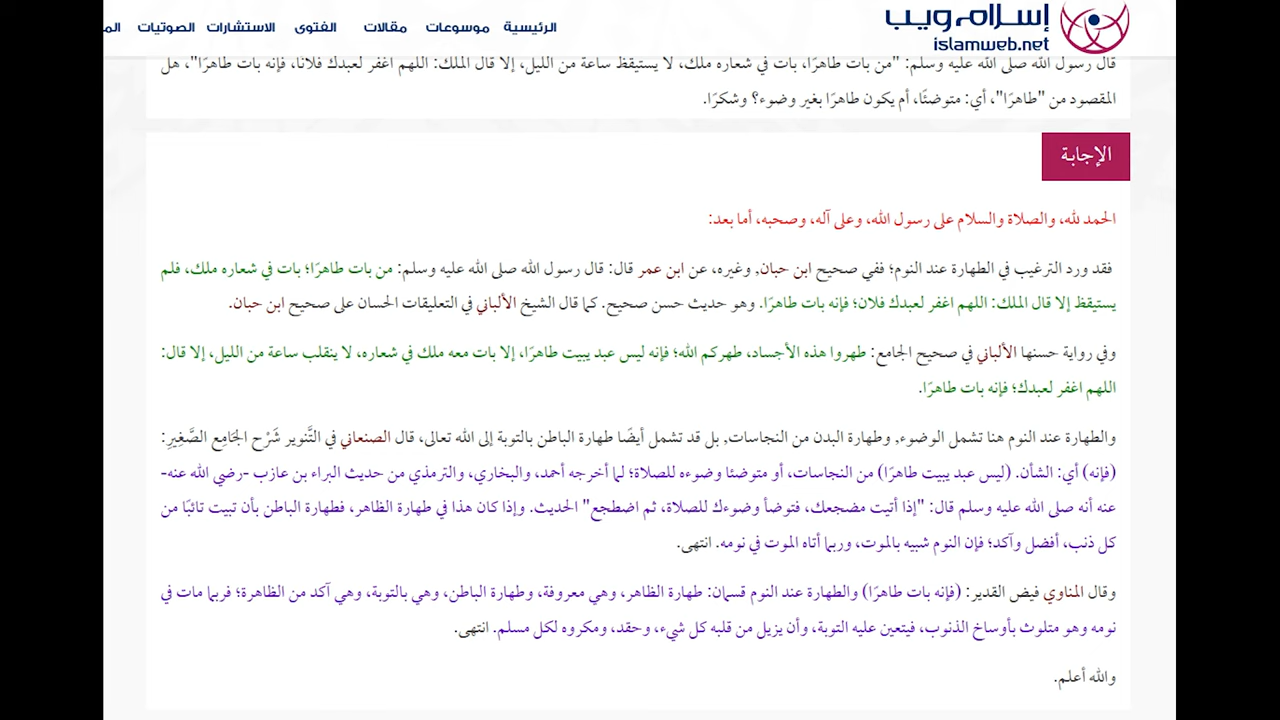 إسلام ويب
islamweb.net
الرئيسية موسوعات مقالات الفتوى الاستشارات الصوتيات
قال رسول الله صلى الله عليه وسلم: "من بات طاهرًا، بات في شعاره ملك، لا يستيقظ ساعة من الليل، إلا قال الملك: اللهم اغفر لعبدك فلانًا، فإنه بات طاهرًا"، هل
المقصود من "طاهرًا"، أي: متوضئًا، أم يكون طاهرًا بغير وضوء؟ وشكرًا.
الإجابة
الحمد لله، والصلاة والسلام على رسول الله، وعلى آله، وصحبه، أما بعد:
فقد ورد الترغيب في الطهارة عند النوم؛ ففي صحيح ابن حبان, وغيره، عن ابن عمر قال: قال رسول الله صلى الله عليه وسلم: من بات طاهرًا؛ بات في شعاره ملك، فلم
يستيقظ إلا قال الملك: اللهم اغفر لعبدك فلان؛ فإنه بات طاهرًا. وهو حديث حسن صحيح. كما قال الشيخ الألباني في التعليقات الحسان على صحيح ابن حبان.
وفي رواية حسنها الألباني في صحيح الجامع: طهروا هذه الأجساد، طهركم الله؛ فإنه ليس عبد يبيت طاهرًا، إلا بات معه ملك في شعاره، لا ينقلب ساعة من الليل، إلا قال:
اللهم اغفر لعبدك؛ فإنه بات طاهرًا.
والطهارة عند النوم هنا تشمل الوضوء, وطهارة البدن من النجاسات, بل قد تشمل أيضًا طهارة الباطن بالتوبة إلى الله تعالى، قال الصنعاني في التَّنوير شَرْح الجَامِع الصَّغِيرِ:
(فإنه) أي: الشأن. (ليس عبد يبيت طاهرًا) من النجاسات، أو متوضئا وضوءه للصلاة؛ لما أخرجه أحمد، والبخاري، والترمذي من حديث البراء بن عازب -رضي الله عنه-
عنه أنه صلى الله عليه وسلم قال: "إذا أتيت مضجعك، فتوضأ وضوءك للصلاة، ثم اضطجع" الحديث. وإذا كان هذا في طهارة الظاهر، فطهارة الباطن بأن تبيت تائبًا من
كل ذنب، أفضل وآكد؛ فإن النوم شبيه بالموت، وربما أتاه الموت في نومه. انتهى.
وقال المناوي فيض القدير: (فإنه بات طاهرًا) والطهارة عند النوم قسمان: طهارة الظاهر، وهي معروفة، وطهارة الباطن، وهي بالتوبة، وهي آكد من الظاهرة؛ فربما مات في
نومه وهو متلوث بأوساخ الذنوب، فيتعين عليه التوبة، وأن يزيل من قلبه كل شيء، وحقد، ومكروه لكل مسلم. انتهى.
والله أعلم.